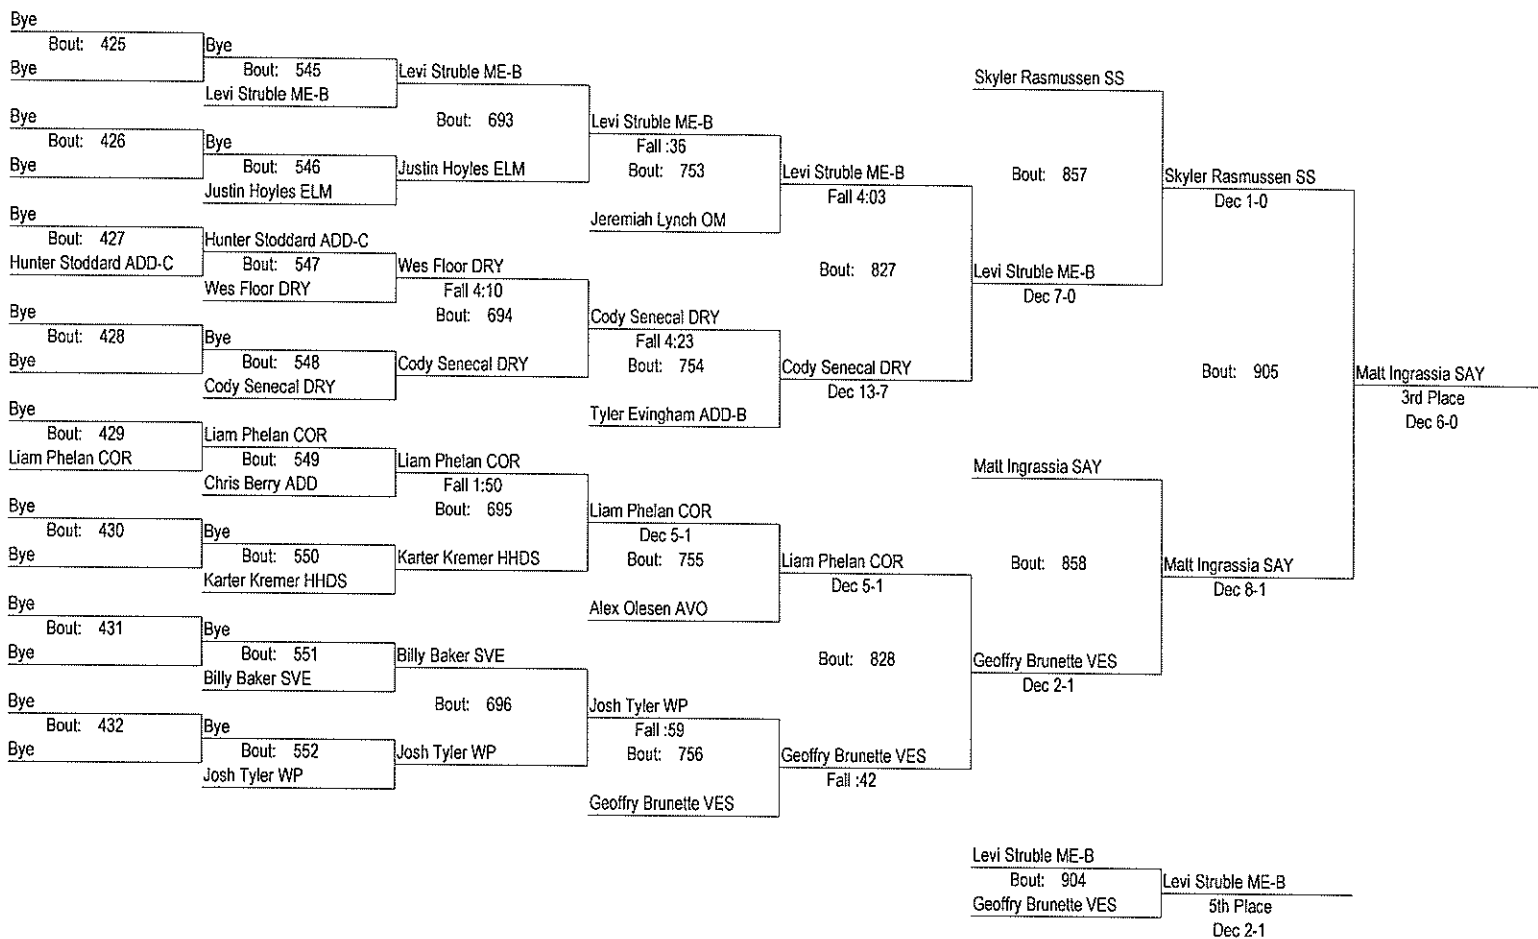 Bye
Bout: 425
Bye
Bye
Bout: 545
Levi Struble ME-B
Bye
Bout: 426
Bye
Bye
Bout: 546
Justin Hoyles ELM
Levi Struble ME-B
Bout: 693
Justin Hoyles ELM
Bye
Bout: 427
Hunter Stoddard ADD-C
Hunter Stoddard ADD-C
Bout: 547
Wes Floor DRY
Bye
Bout: 428
Bye
Bye
Bout: 548
Cody Senecal DRY
Wes Floor DRY
Fall 4:10
Bout: 694
Cody Senecal DRY
Bye
Bout: 429
Liam Phelan COR
Liam Phelan COR
Bout: 549
Chris Berry ADD
Bye
Bout: 430
Bye
Bye
Bout: 550
Karter Kremer HHDS
Liam Phelan COR
Fall 1:50
Bout: 695
Karter Kremer HHDS
Bye
Bout: 431
Bye
Bye
Bout: 551
Billy Baker SVE
Bye
Bout: 432
Bye
Bye
Bout: 552
Josh Tyler WP
Billy Baker SVE
Bout: 696
Josh Tyler WP
Levi Struble ME-B
Fall :36
Bout: 753
Jeremiah Lynch OM
Cody Senecal DRY
Fall 4:23
Bout: 754
Tyler Evingham ADD-B
Liam Phelan COR
Dec 5-1
Bout: 755
Alex Olesen AVO
Josh Tyler WP
Fall :59
Bout: 756
Geoffry Brunette VES
Levi Struble ME-B
Fall 4:03
Bout: 827
Cody Senecal DRY
Dec 13-7
Liam Phelan COR
Dec 5-1
Bout: 828
Geoffry Brunette VES
Fall :42
Skyler Rasmussen SS
Bout: 857
Levi Struble ME-B
Dec 7-0
Matt Ingrassia SAY
Bout: 858
Geoffry Brunette VES
Dec 2-1
Skyler Rasmussen SS
Dec 1-0
Bout: 905
Matt Ingrassia SAY
Dec 8-1
Matt Ingrassia SAY
3rd Place
Dec 6-0
Levi Struble ME-B
Bout: 904
Geoffry Brunette VES
Levi Struble ME-B
5th Place
Dec 2-1